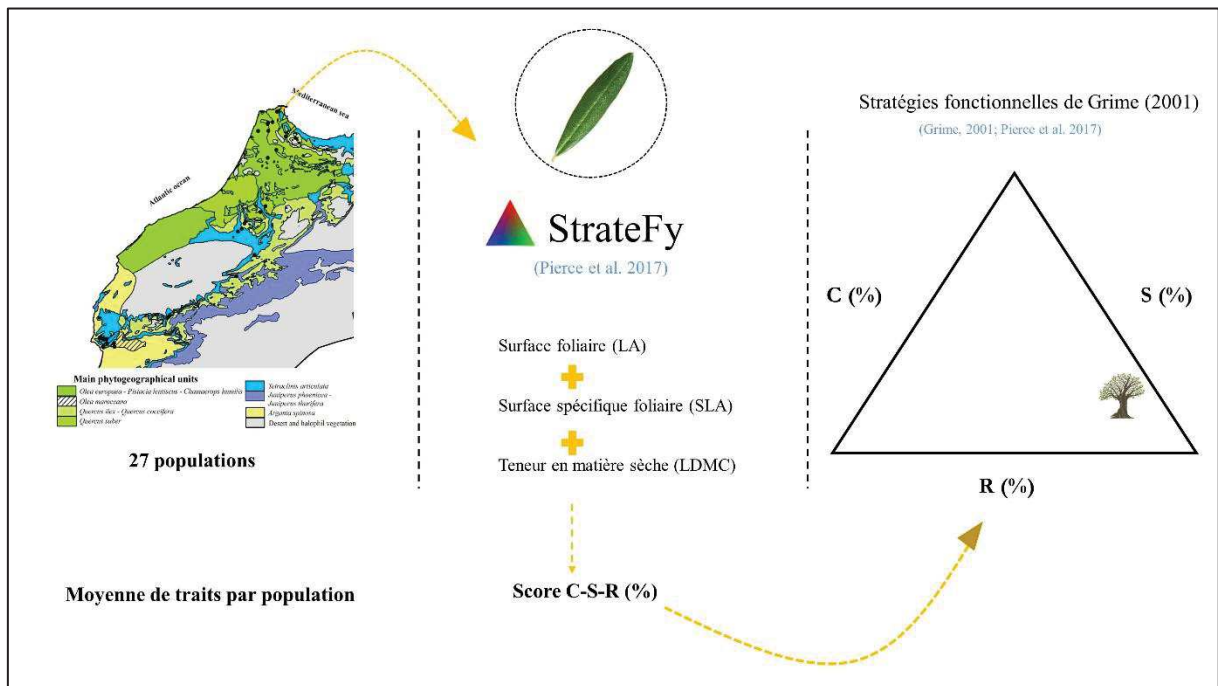 Mediterranean sea
Atlantic ocean
Main phytogeographical units
Olea europaea - Pistacia lentiscus - Chamaerops humilis
Olea maroccana
Quercus ilex - Quercus coccifera
Quercus suber
Tetraclinis articulata
Juniperus phoenicea -
Juniperus thurifera
Argania spinosa
Desert and halophil vegetation
27 populations
Moyenne de traits par population
StrateFy
(Pierce et al. 2017)
Surface foliaire (LA)
Surface spécifique foliaire (SLA)
Teneur en matière sèche (LDMC)
Score C-S-R (%)
Stratégies fonctionnelles de Grime (2001)
(Grime, 2001; Pierce et al. 2017)
C (%)
S (%)
R (%)